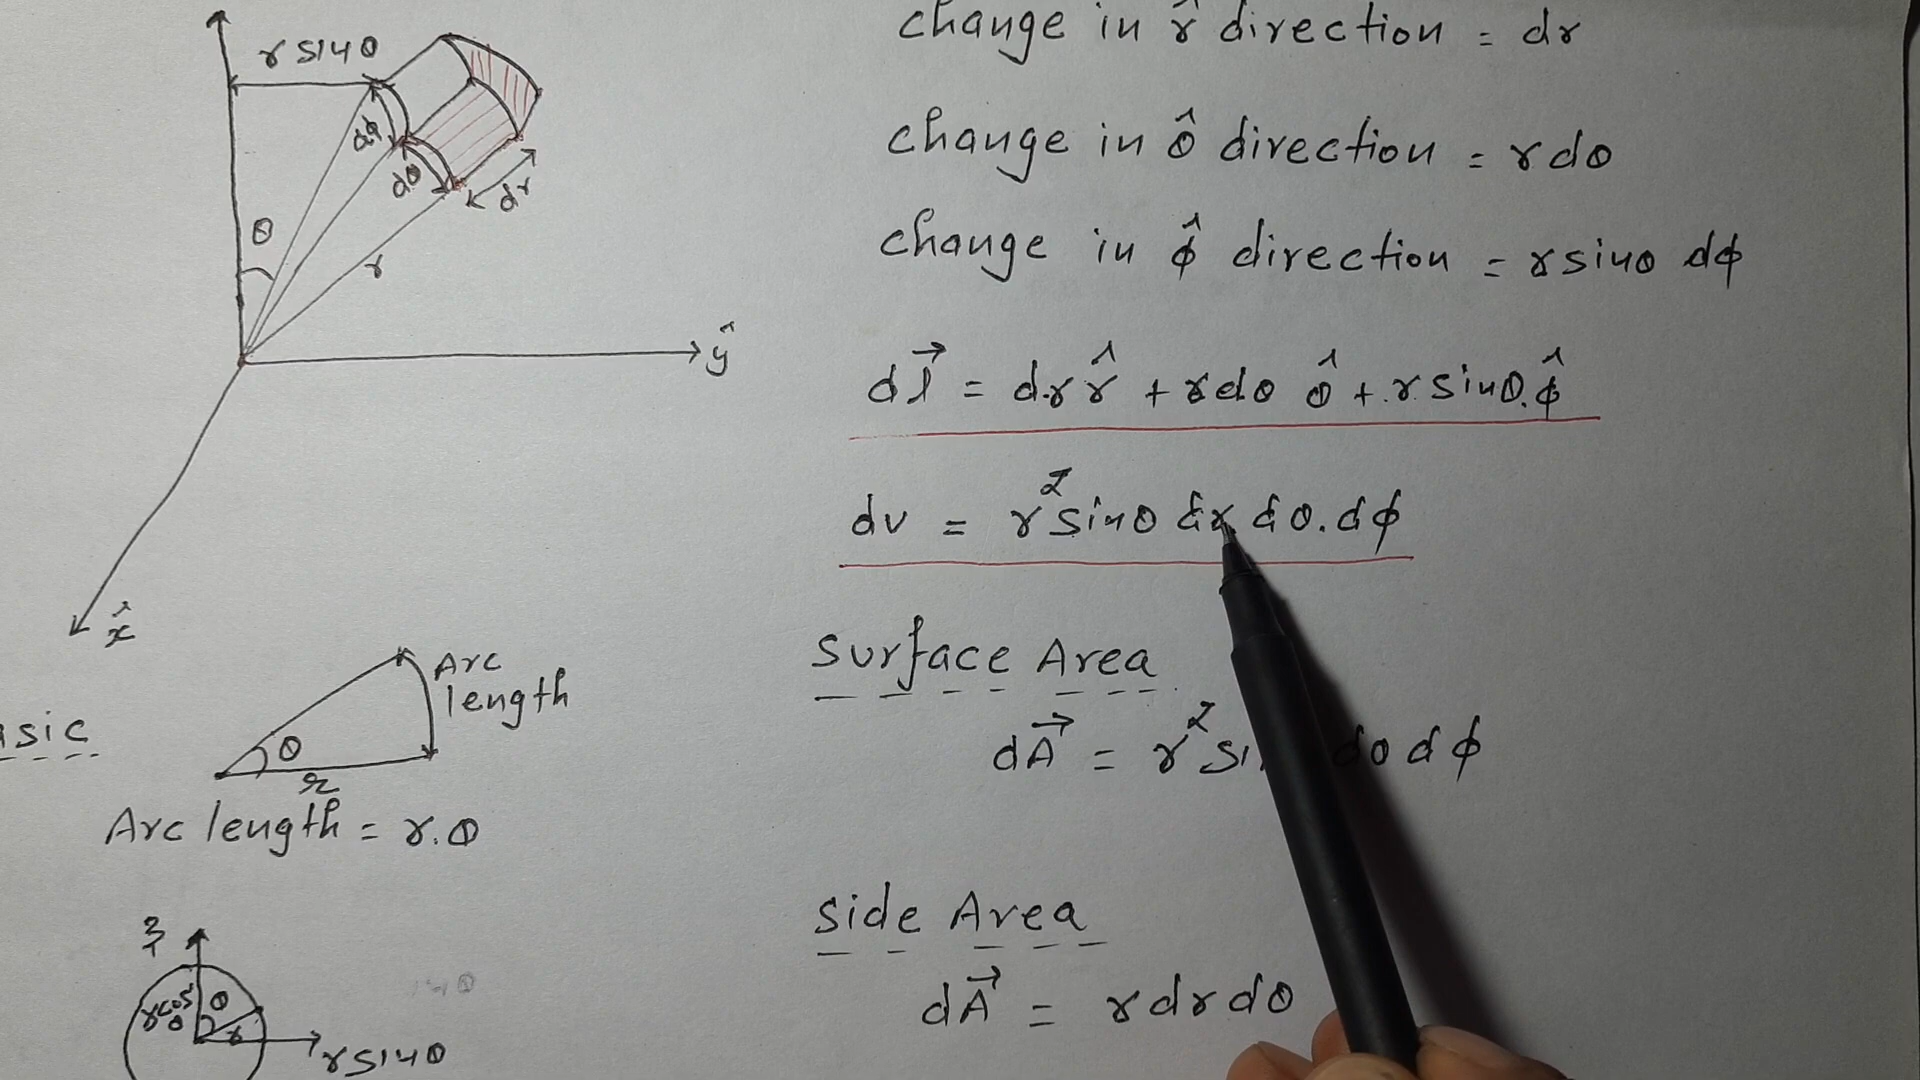 r sinθ
dϕ
dθ
dr
θ
r
ŷ
x̂
Arc
length
θ
r
Arc length = r.θ
r cos
θ
θ
r
r sinθ
change in r̂ direction = dr
change in θ̂ direction = r dθ
change in ϕ̂ direction = r sinθ dϕ
dl⃗ = dr r̂ + r dθ θ̂ + r sinθ. ϕ̂
dv = r² sinθ dr dθ. dϕ
Surface Area
dA⃗ = r² dθ dϕ
Side Area
dA⃗ = r dr dθ